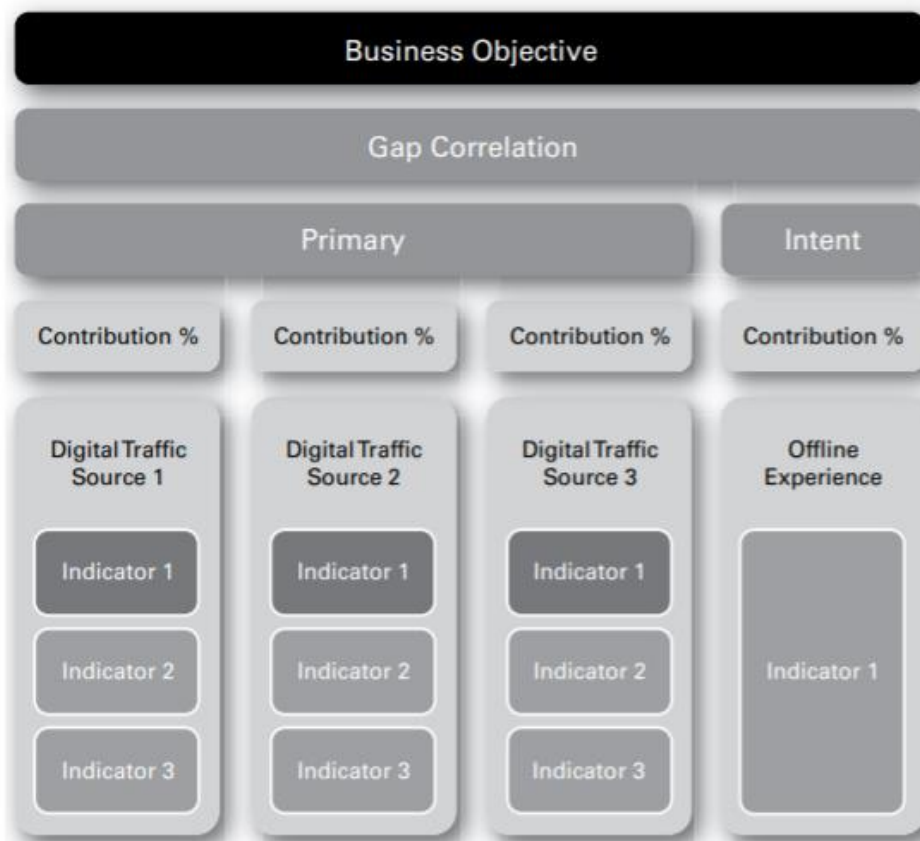 Business Objective
Gap Correlation
Primary
Intent
Contribution %
Contribution %
Contribution %
Contribution %
Digital Traffic
Source 1
Digital Traffic
Source 2
Digital Traffic
Source 3
Offline
Experience
Indicator 1
Indicator 1
Indicator 1
Indicator 1
Indicator 2
Indicator 2
Indicator 2
Indicator 3
Indicator 3
Indicator 3